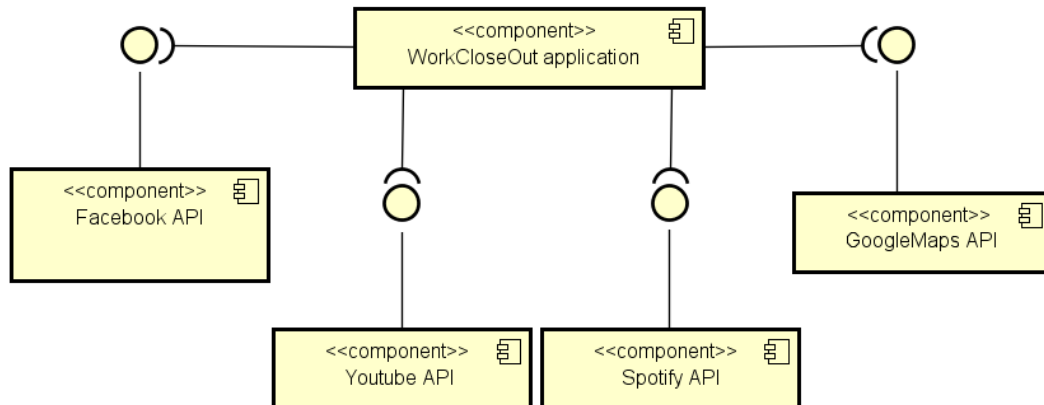 <<component>>
WorkCloseOut application
<<component>>
Facebook API
<<component>>
GoogleMaps API
<<component>>
Youtube API
<<component>>
Spotify API